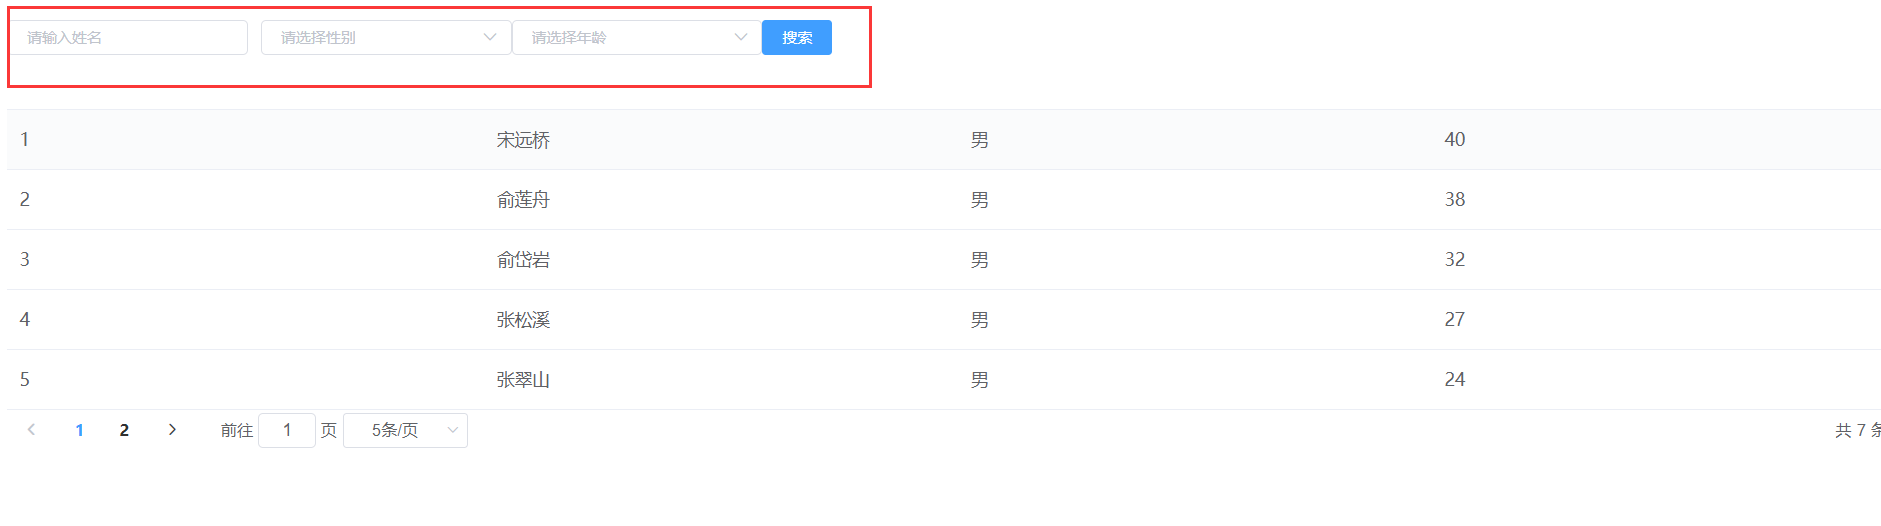 请输入姓名 请选择性别 请选择年龄 搜索
1 宋远桥 男 40
2 俞莲舟 男 38
3 俞岱岩 男 32
4 张松溪 男 27
5 张翠山 男 24
1 2 前往 1 页 5条/页 共 7 条